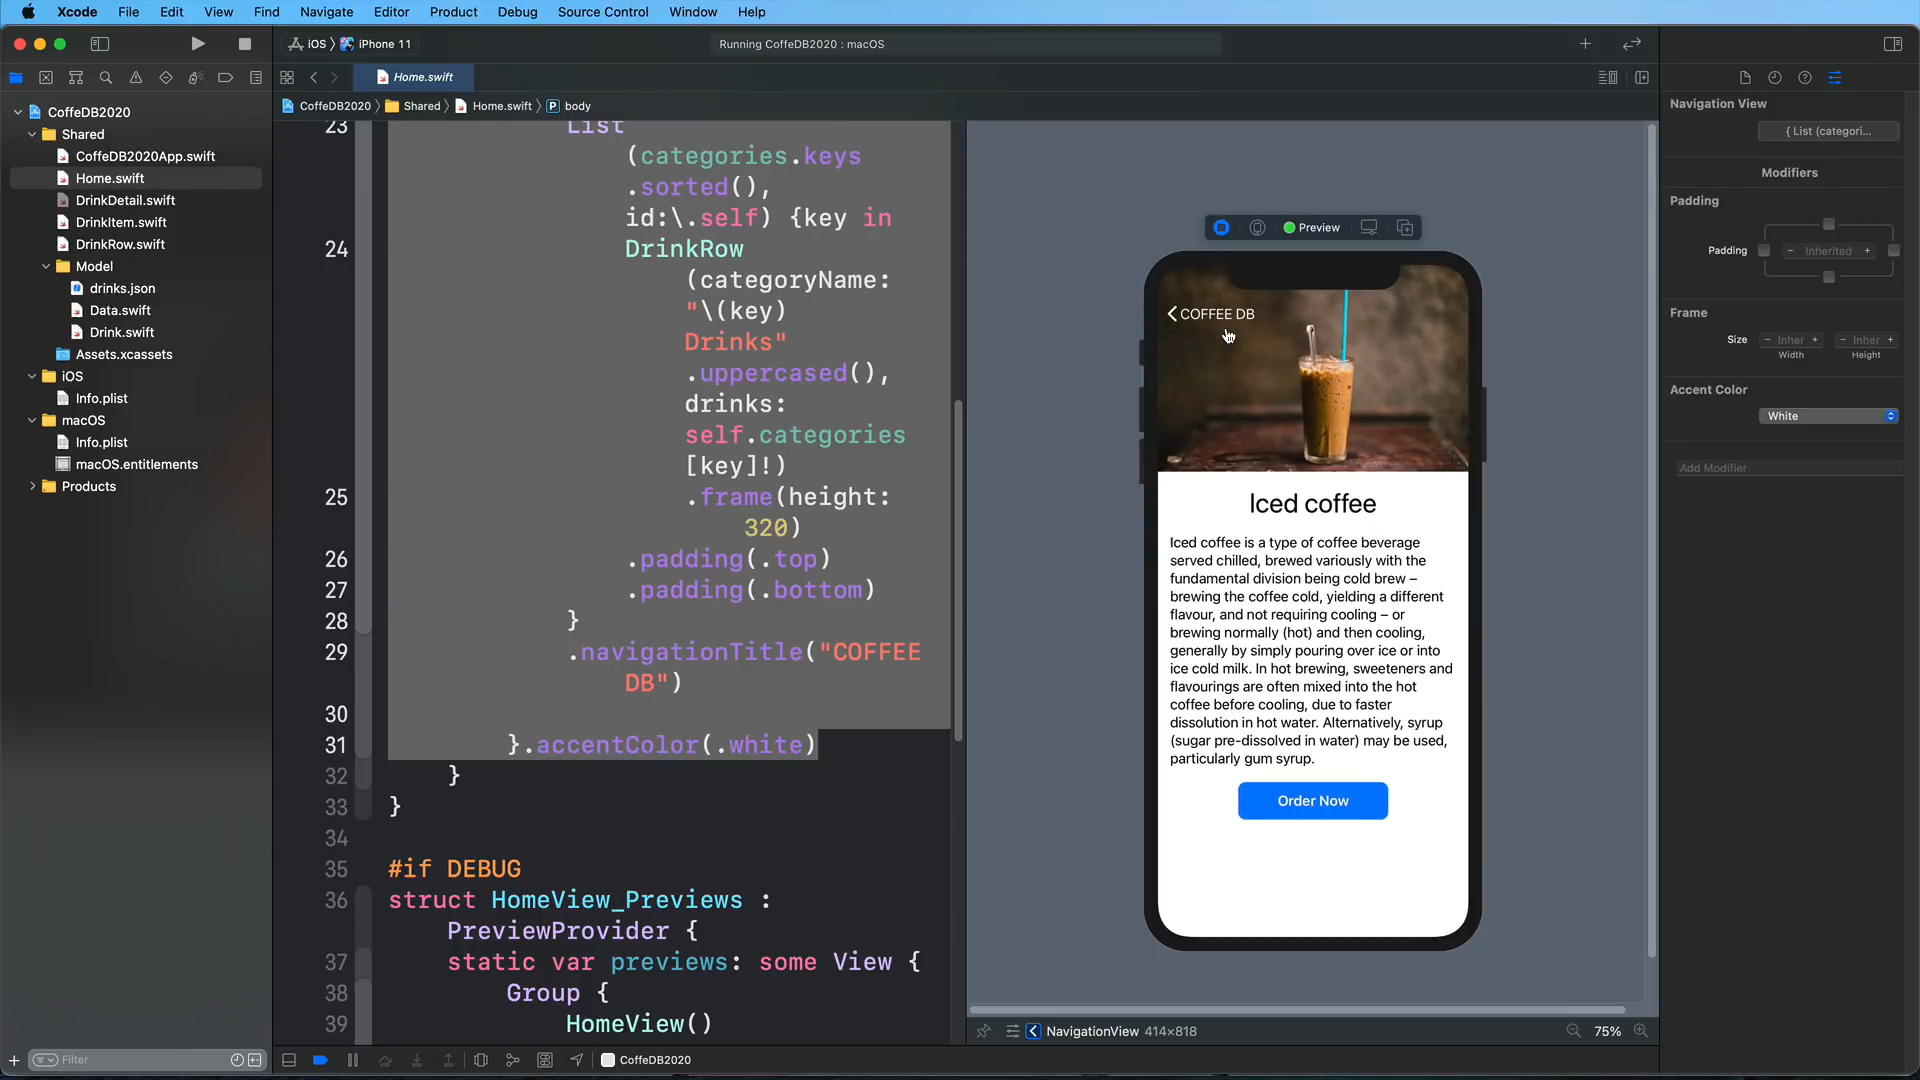 Xcode File Edit View Find Navigate Editor Product Debug Source Control Window Help
iOS iPhone 11
Running CoffeDB2020 : macOS
Home.swift
CoffeDB2020 Shared Home.swift P body
CoffeDB2020
Shared
CoffeDB2020App.swift
Home.swift
DrinkDetail.swift
DrinkItem.swift
DrinkRow.swift
Model
drinks.json
Data.swift
Drink.swift
Assets.xcassets
iOS
Info.plist
macOS
Info.plist
macOS.entitlements
Products
Filter
23 List
(categories.keys
.sorted(),
id:\.self) {key in
24 DrinkRow
(categoryName:
"\(key)
Drinks"
.uppercased(),
drinks:
self.categories
[key]!)
25 .frame(height:
320)
26 .padding(.top)
27 .padding(.bottom)
28 }
29 .navigationTitle("COFFEE
DB")
30
31 }.accentColor(.white)
32 }
33 }
34
35 #if DEBUG
36 struct HomeView_Previews :
PreviewProvider {
37 static var previews: some View {
38 Group {
39 HomeView()
CoffeDB2020
Preview
COFFEE DB
Iced coffee
Iced coffee is a type of coffee beverage
served chilled, brewed variously with the
fundamental division being cold brew –
brewing the coffee cold, yielding a different
flavour, and not requiring cooling – or
brewing normally (hot) and then cooling,
generally by simply pouring over ice or into
ice cold milk. In hot brewing, sweeteners and
flavourings are often mixed into the hot
coffee before cooling, due to faster
dissolution in hot water. Alternatively, syrup
(sugar pre-dissolved in water) may be used,
particularly gum syrup.
Order Now
NavigationView 414×818
75%
Navigation View
{ List (categori...
Modifiers
Padding
Padding − Inherited +
Frame
Size − Inher + − Inher +
Width Height
Accent Color
White
Add Modifier